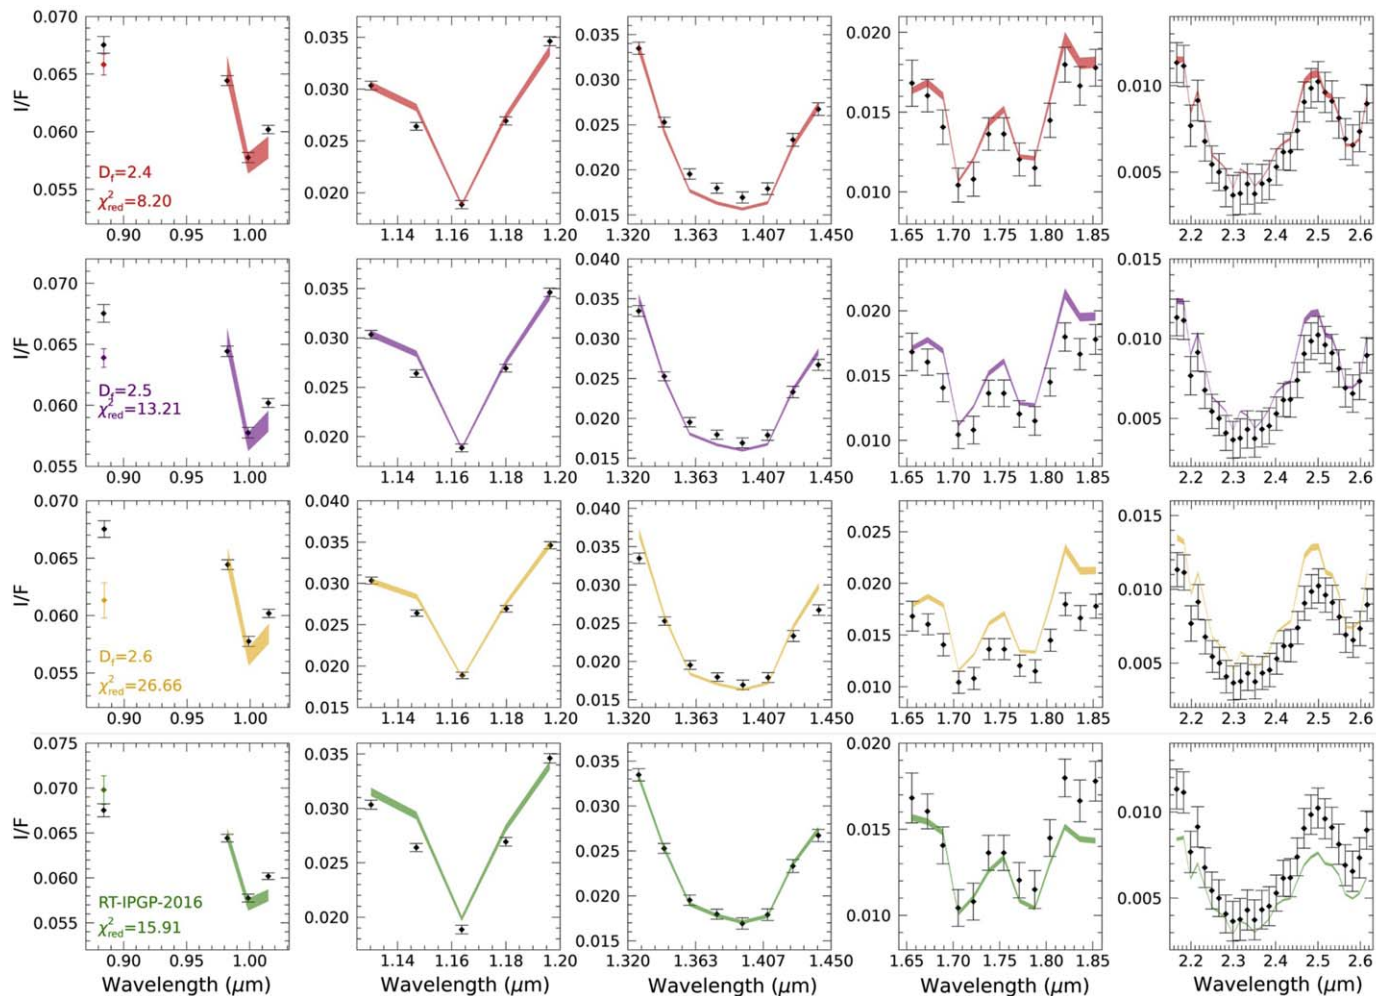 0.070 0.035 0.035 0.020 0.010 0.005
0.065 0.030 0.030
I/F 0.060 0.025 0.025 0.015
0.055 0.020 0.020 0.010
0.015
D_f=2.4
χ²_red=8.20
0.90 0.95 1.00 1.14 1.16 1.18 1.20 1.320 1.363 1.407 1.450 1.65 1.70 1.75 1.80 1.85 2.2 2.3 2.4 2.5 2.6
0.070 0.035 0.040 0.020 0.015
0.065 0.030 0.035 0.015 0.010
I/F 0.060 0.025 0.030 0.010 0.005
0.055 0.020 0.025
0.020
0.015
D_f=2.5
χ²_red=13.21
0.90 0.95 1.00 1.14 1.16 1.18 1.20 1.320 1.363 1.407 1.450 1.65 1.70 1.75 1.80 1.85 2.2 2.3 2.4 2.5 2.6
0.070 0.040 0.040 0.025 0.015
0.065 0.035 0.035 0.020 0.010
I/F 0.060 0.030 0.030 0.015 0.005
0.055 0.025 0.025 0.010
0.020 0.020
0.015 0.015
D_f=2.6
χ²_red=26.66
0.90 0.95 1.00 1.14 1.16 1.18 1.20 1.320 1.363 1.407 1.450 1.65 1.70 1.75 1.80 1.85 2.2 2.3 2.4 2.5 2.6
0.075 0.035 0.035 0.020 0.010
0.070 0.030 0.030 0.015 0.005
I/F 0.065 0.025 0.025 0.010
0.060 0.020 0.020
0.055 0.015
RT-IPGP-2016
χ²_red=15.91
0.90 0.95 1.00 1.14 1.16 1.18 1.20 1.320 1.363 1.407 1.450 1.65 1.70 1.75 1.80 1.85 2.2 2.3 2.4 2.5 2.6
Wavelength (μm) Wavelength (μm) Wavelength (μm) Wavelength (μm) Wavelength (μm)